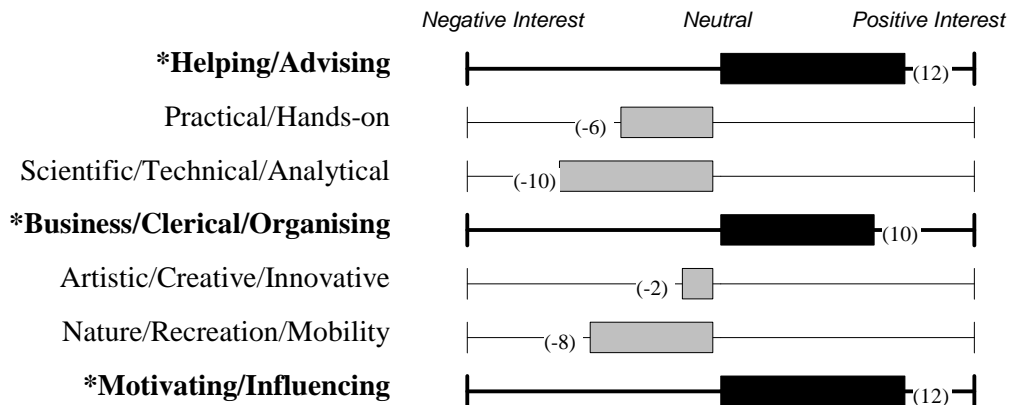 Negative Interest Neutral Positive Interest
*Helping/Advising (12)
Practical/Hands-on (-6)
Scientific/Technical/Analytical (-10)
*Business/Clerical/Organising (10)
Artistic/Creative/Innovative (-2)
Nature/Recreation/Mobility (-8)
*Motivating/Influencing (12)